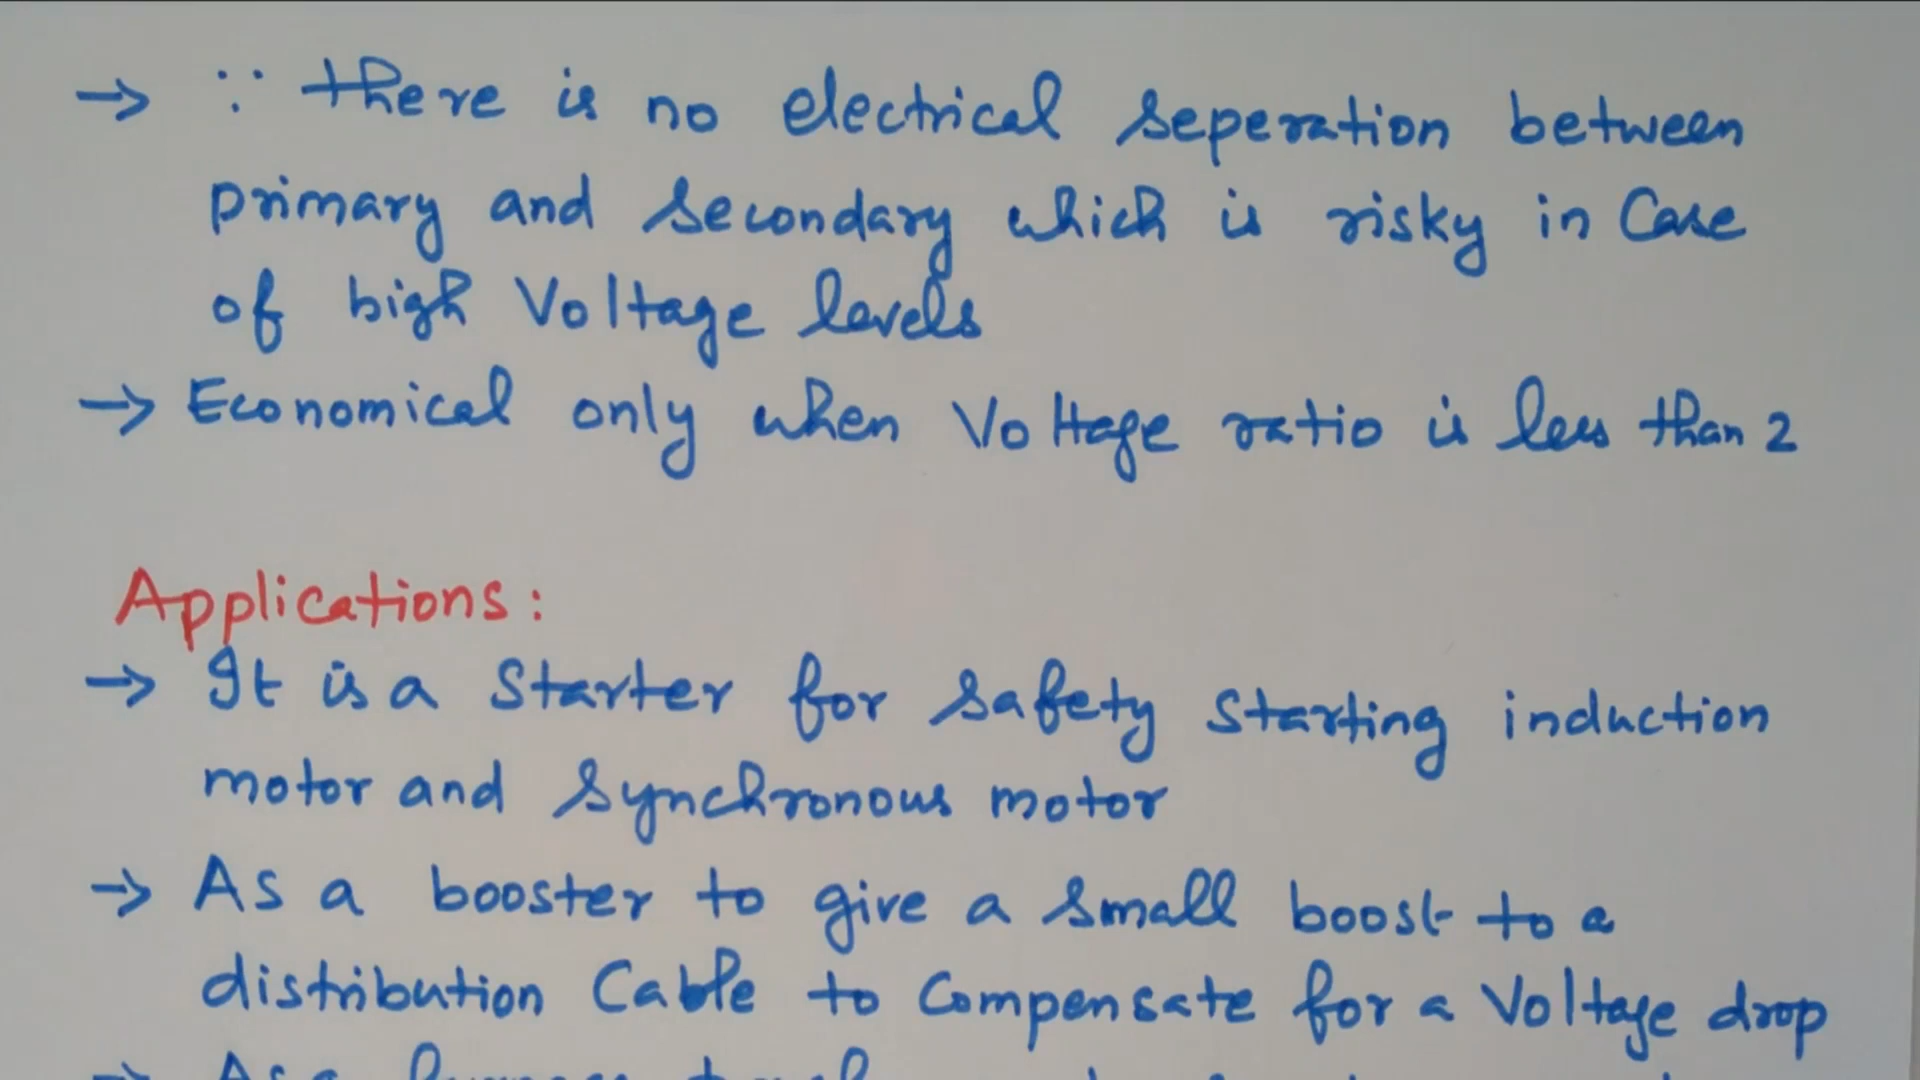 → ∵ there is no electrical seperation between
primary and secondary which is risky in Case
of high Voltage levels
→ Economical only when Voltage ratio is less than 2
Applications:
→ It is a starter for safety starting induction
motor and synchronous motor
→ As a booster to give a small boost to a
distribution Cable to Compensate for a Voltage drop
→ As a